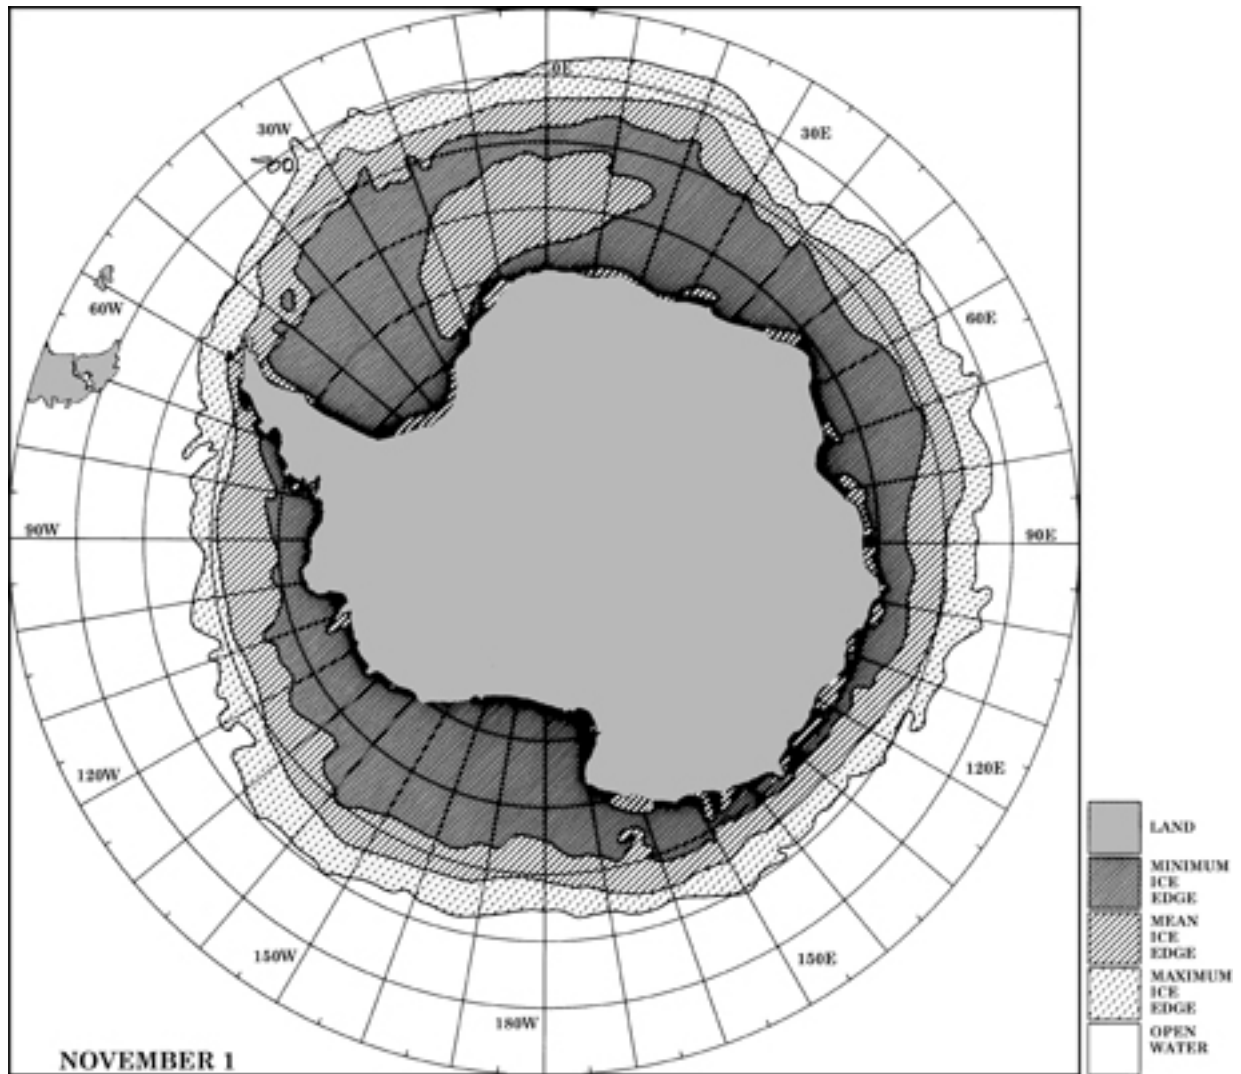 0E
30W
30E
60W
60E
90W
90E
120W
120E
150W
150E
180W
NOVEMBER 1
LAND
MINIMUM
ICE
EDGE
MEAN
ICE
EDGE
MAXIMUM
ICE
EDGE
OPEN
WATER